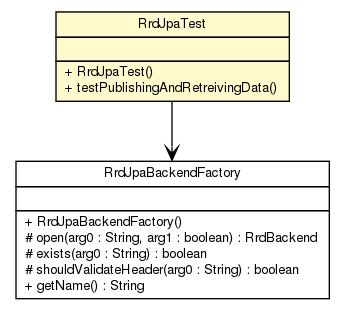 RrdJpaTest
+ RrdJpaTest()
+ testPublishingAndRetreivingData()
RrdJpaBackendFactory
+ RrdJpaBackendFactory()
# open(arg0 : String, arg1 : boolean) : RrdBackend
# exists(arg0 : String) : boolean
# shouldValidateHeader(arg0 : String) : boolean
+ getName() : String